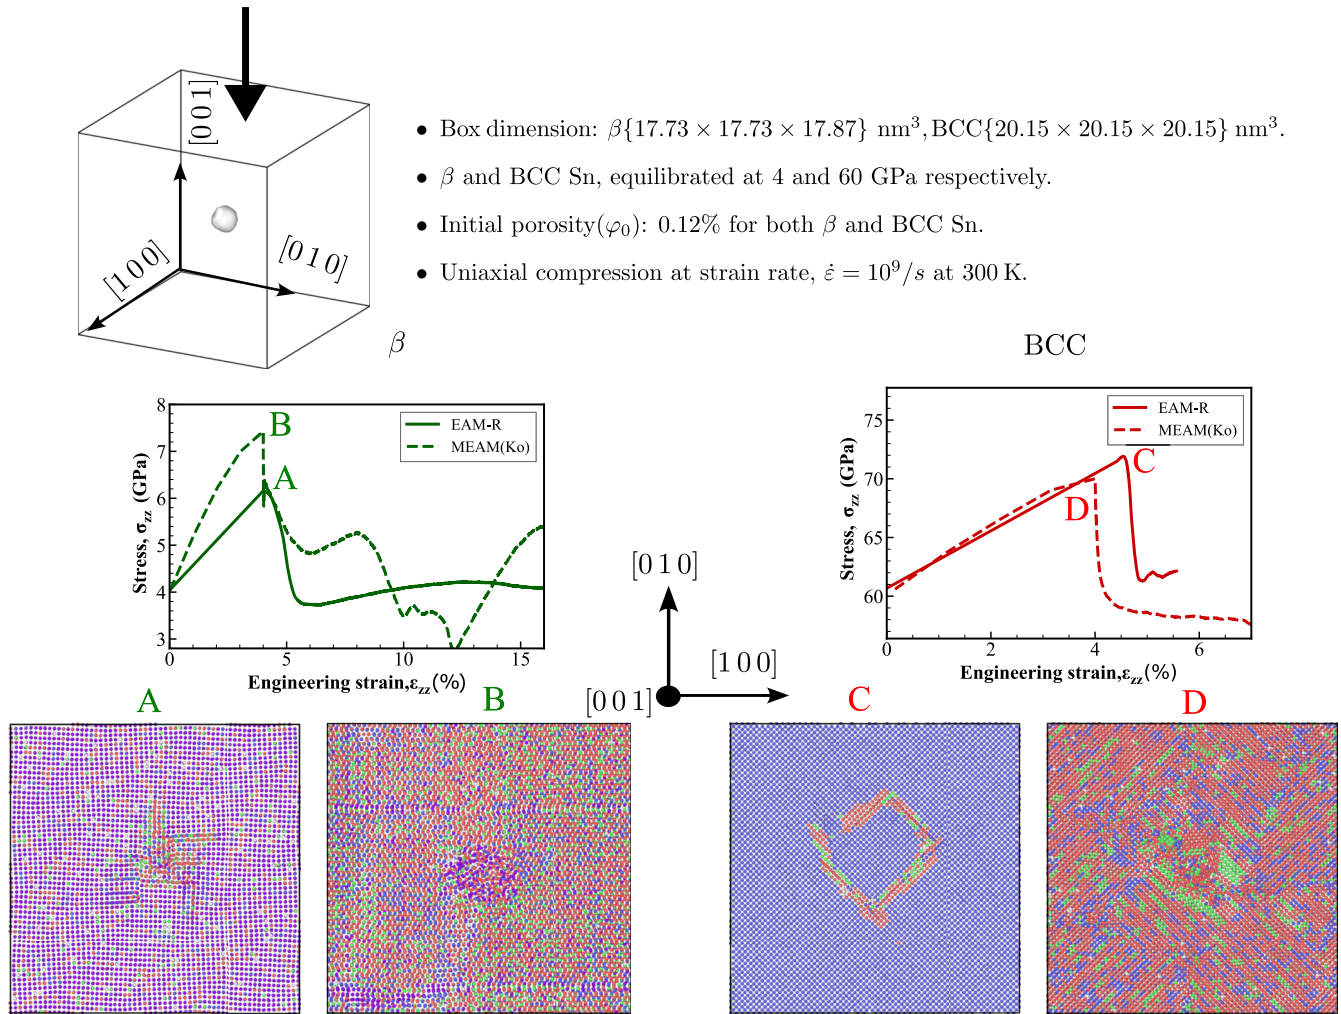 [0 0 1]
[1 0 0]
[0 1 0]
• Box dimension: β{17.73 × 17.73 × 17.87} nm³, BCC{20.15 × 20.15 × 20.15} nm³.
• β and BCC Sn, equilibrated at 4 and 60 GPa respectively.
• Initial porosity(φ₀): 0.12% for both β and BCC Sn.
• Uniaxial compression at strain rate, ε̇ = 10⁹/s at 300 K.
β
8
7
6
5
4
3
0
5
10
15
Stress, σzz (GPa)
Engineering strain,εzz(%)
EAM-R
MEAM(Ko)
B
A
BCC
75
70
65
60
0
2
4
6
Stress, σzz (GPa)
Engineering strain,εzz(%)
EAM-R
MEAM(Ko)
C
D
[0 1 0]
[1 0 0]
[0 0 1]
A
B
C
D